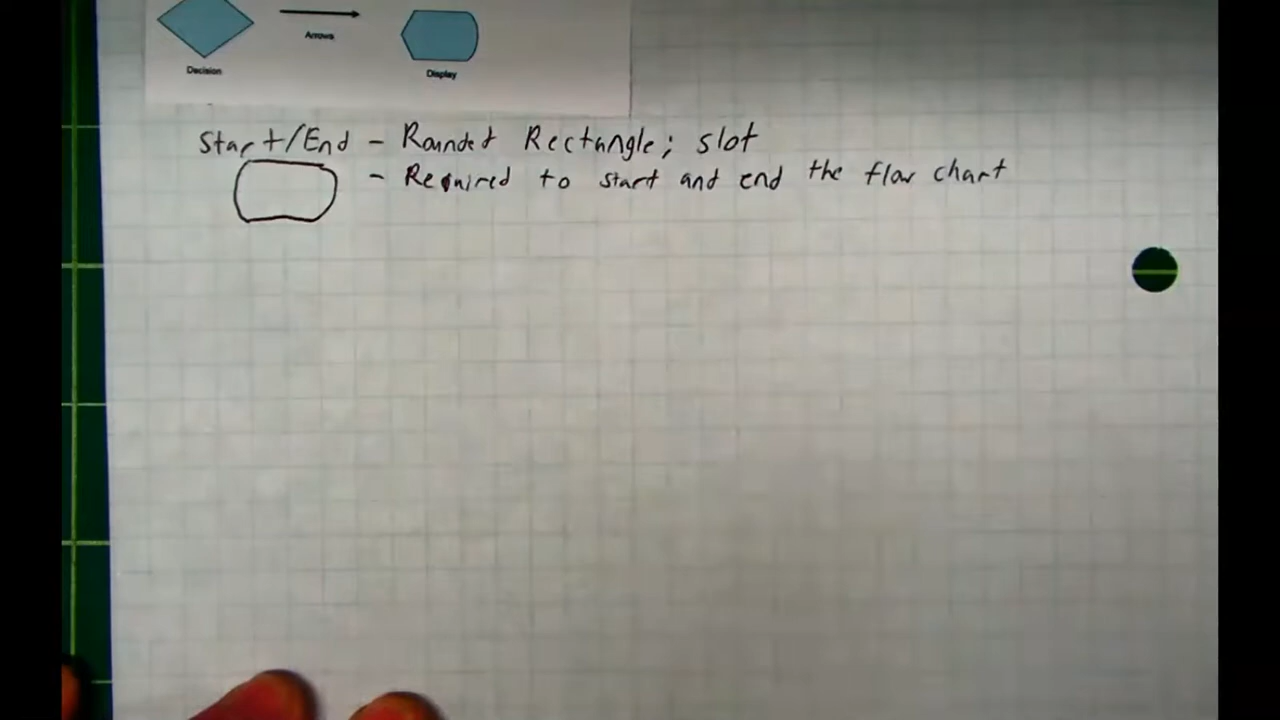 Arrows
Decision
Display
Start/End - Rounded Rectangle; slot
- Required to start and end the flow chart